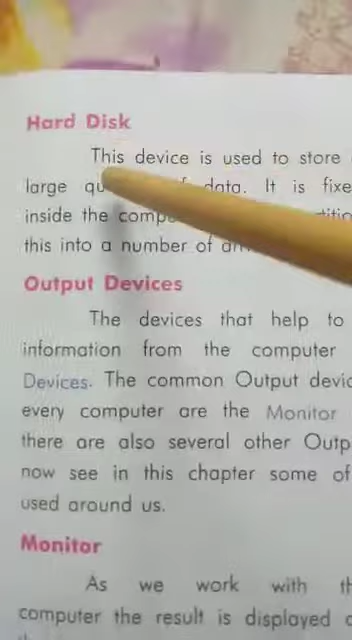 Hard Disk
This device is used to store
large of data. It is fixe
inside the
this into a number of
Output Devices
The devices that help to
information from the computer
Devices. The common Output devic
every computer are the Monitor
there are also several other Outp
now see in this chapter some of
used around us.
Monitor
As we work with th
computer the result is displayed